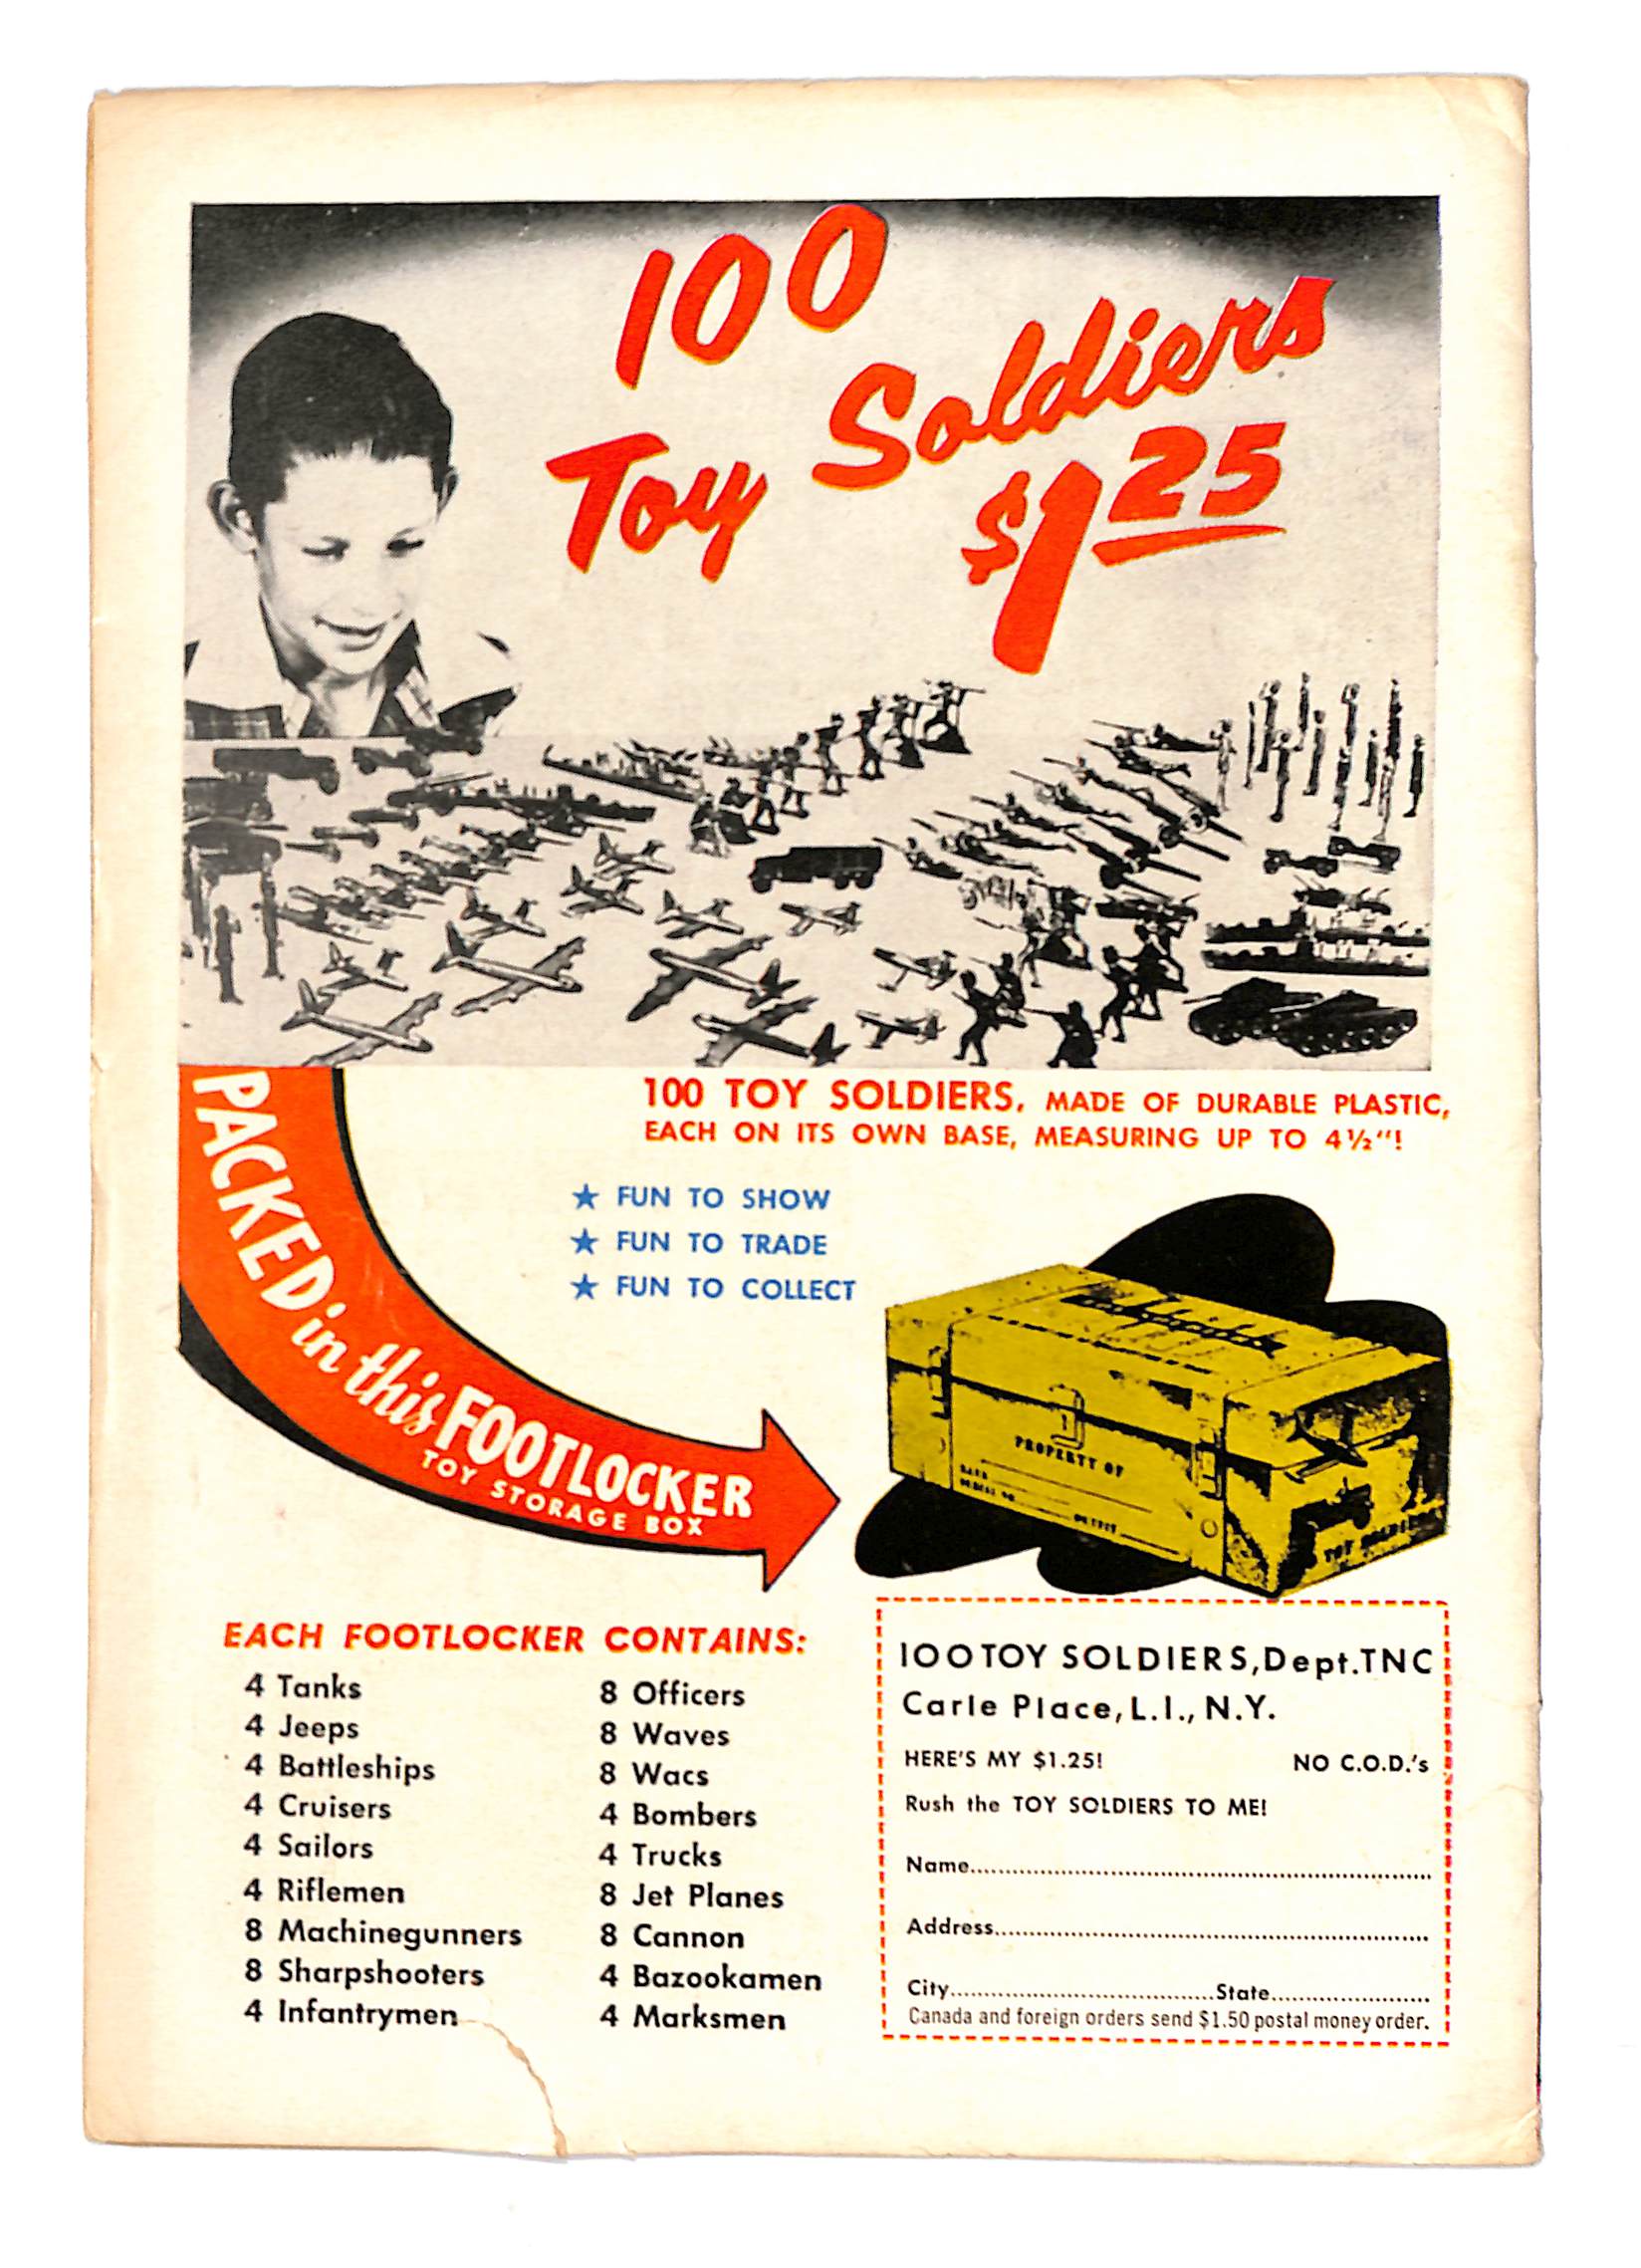 100
Toy Soldiers
$1 25
100 TOY SOLDIERS, MADE OF DURABLE PLASTIC,
EACH ON ITS OWN BASE, MEASURING UP TO 4½"!
★ FUN TO SHOW
★ FUN TO TRADE
★ FUN TO COLLECT
PACKED in this FOOTLOCKER
TOY STORAGE BOX
PROPERTY OF
TOY SOLDIERS
EACH FOOTLOCKER CONTAINS:
4 Tanks
4 Jeeps
4 Battleships
4 Cruisers
4 Sailors
4 Riflemen
8 Machinegunners
8 Sharpshooters
4 Infantrymen
8 Officers
8 Waves
8 Wacs
4 Bombers
4 Trucks
8 Jet Planes
8 Cannon
4 Bazookamen
4 Marksmen
100 TOY SOLDIERS, Dept. TNC
Carle Place, L.I., N.Y.
HERE'S MY $1.25! NO C.O.D.'s
Rush the TOY SOLDIERS TO ME!
Name
Address
City State
Canada and foreign orders send $1.50 postal money order.